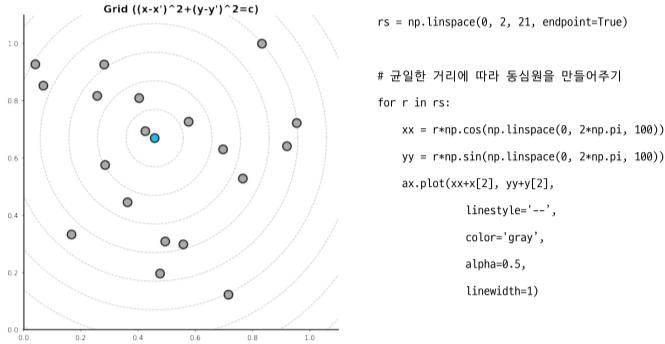 Grid ((x-x')^2+(y-y')^2=c)
1.0
0.8
0.6
0.4
0.2
0.0
0.0 0.2 0.4 0.6 0.8 1.0
rs = np.linspace(0, 2, 21, endpoint=True)
# 균일한 거리에 따라 동심원을 만들어주기
for r in rs:
xx = r*np.cos(np.linspace(0, 2*np.pi, 100))
yy = r*np.sin(np.linspace(0, 2*np.pi, 100))
ax.plot(xx+x[2], yy+y[2],
linestyle='--’,
color='gray’,
alpha=0.5,
linewidth=1)